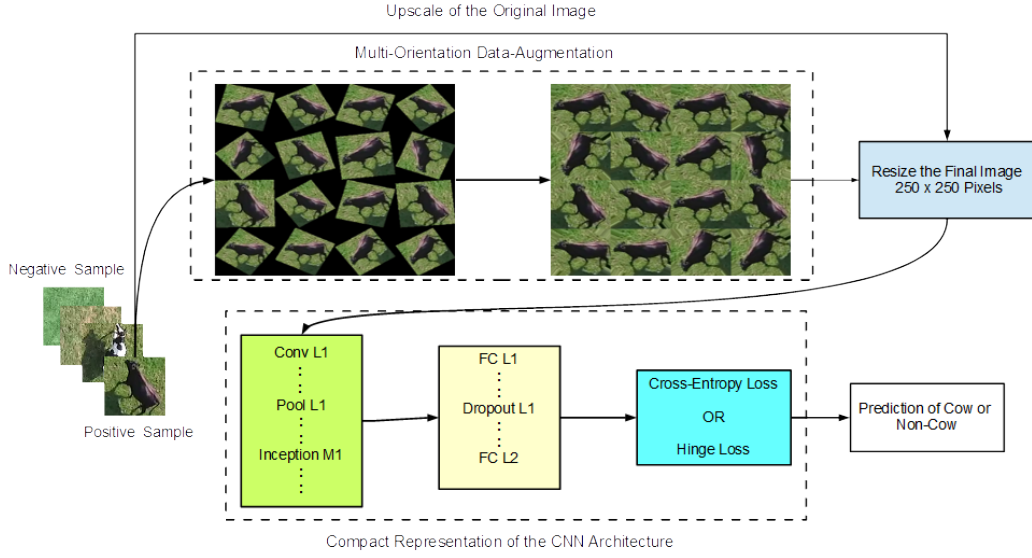 Upscale of the Original Image
Multi-Orientation Data-Augmentation
Resize the Final Image
250 x 250 Pixels
Negative Sample
Positive Sample
Conv L1
Pool L1
Inception M1
FC L1
Dropout L1
FC L2
Cross-Entropy Loss
OR
Hinge Loss
Prediction of Cow or
Non-Cow
Compact Representation of the CNN Architecture